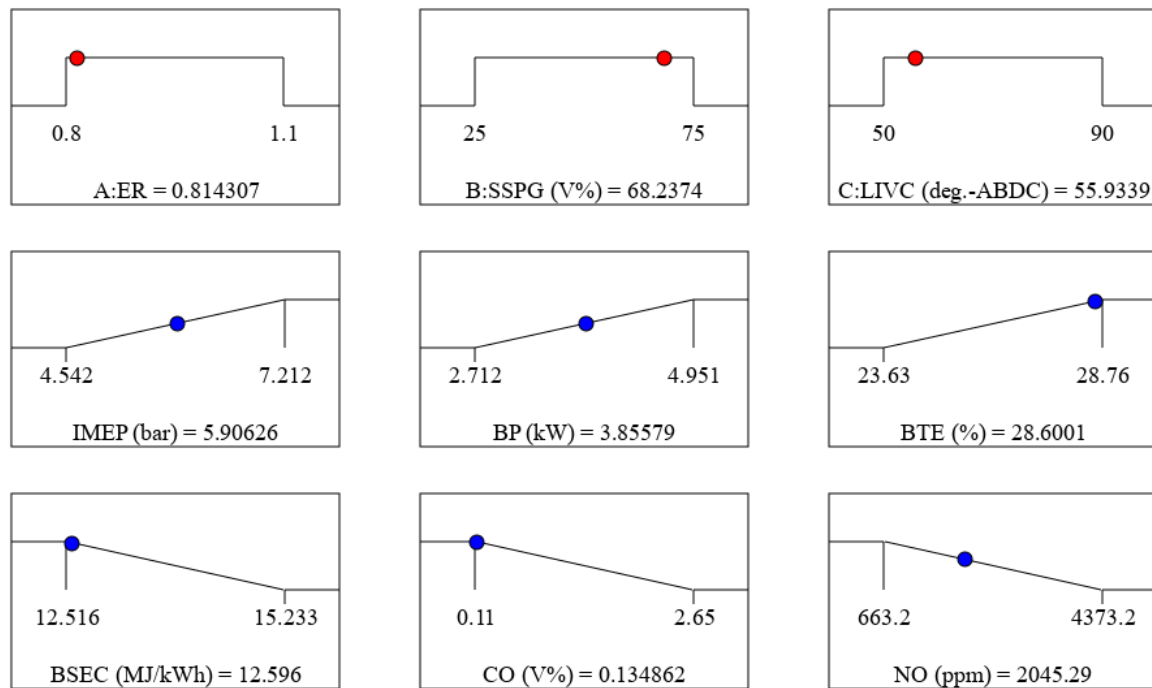 0.8 1.1
A:ER = 0.814307
25 75
B:SSPG (V%) = 68.2374
50 90
C:LIVC (deg.-ABDC) = 55.9339
4.542 7.212
IMEP (bar) = 5.90626
2.712 4.951
BP (kW) = 3.85579
23.63 28.76
BTE (%) = 28.6001
12.516 15.233
BSEC (MJ/kWh) = 12.596
0.11 2.65
CO (V%) = 0.134862
663.2 4373.2
NO (ppm) = 2045.29